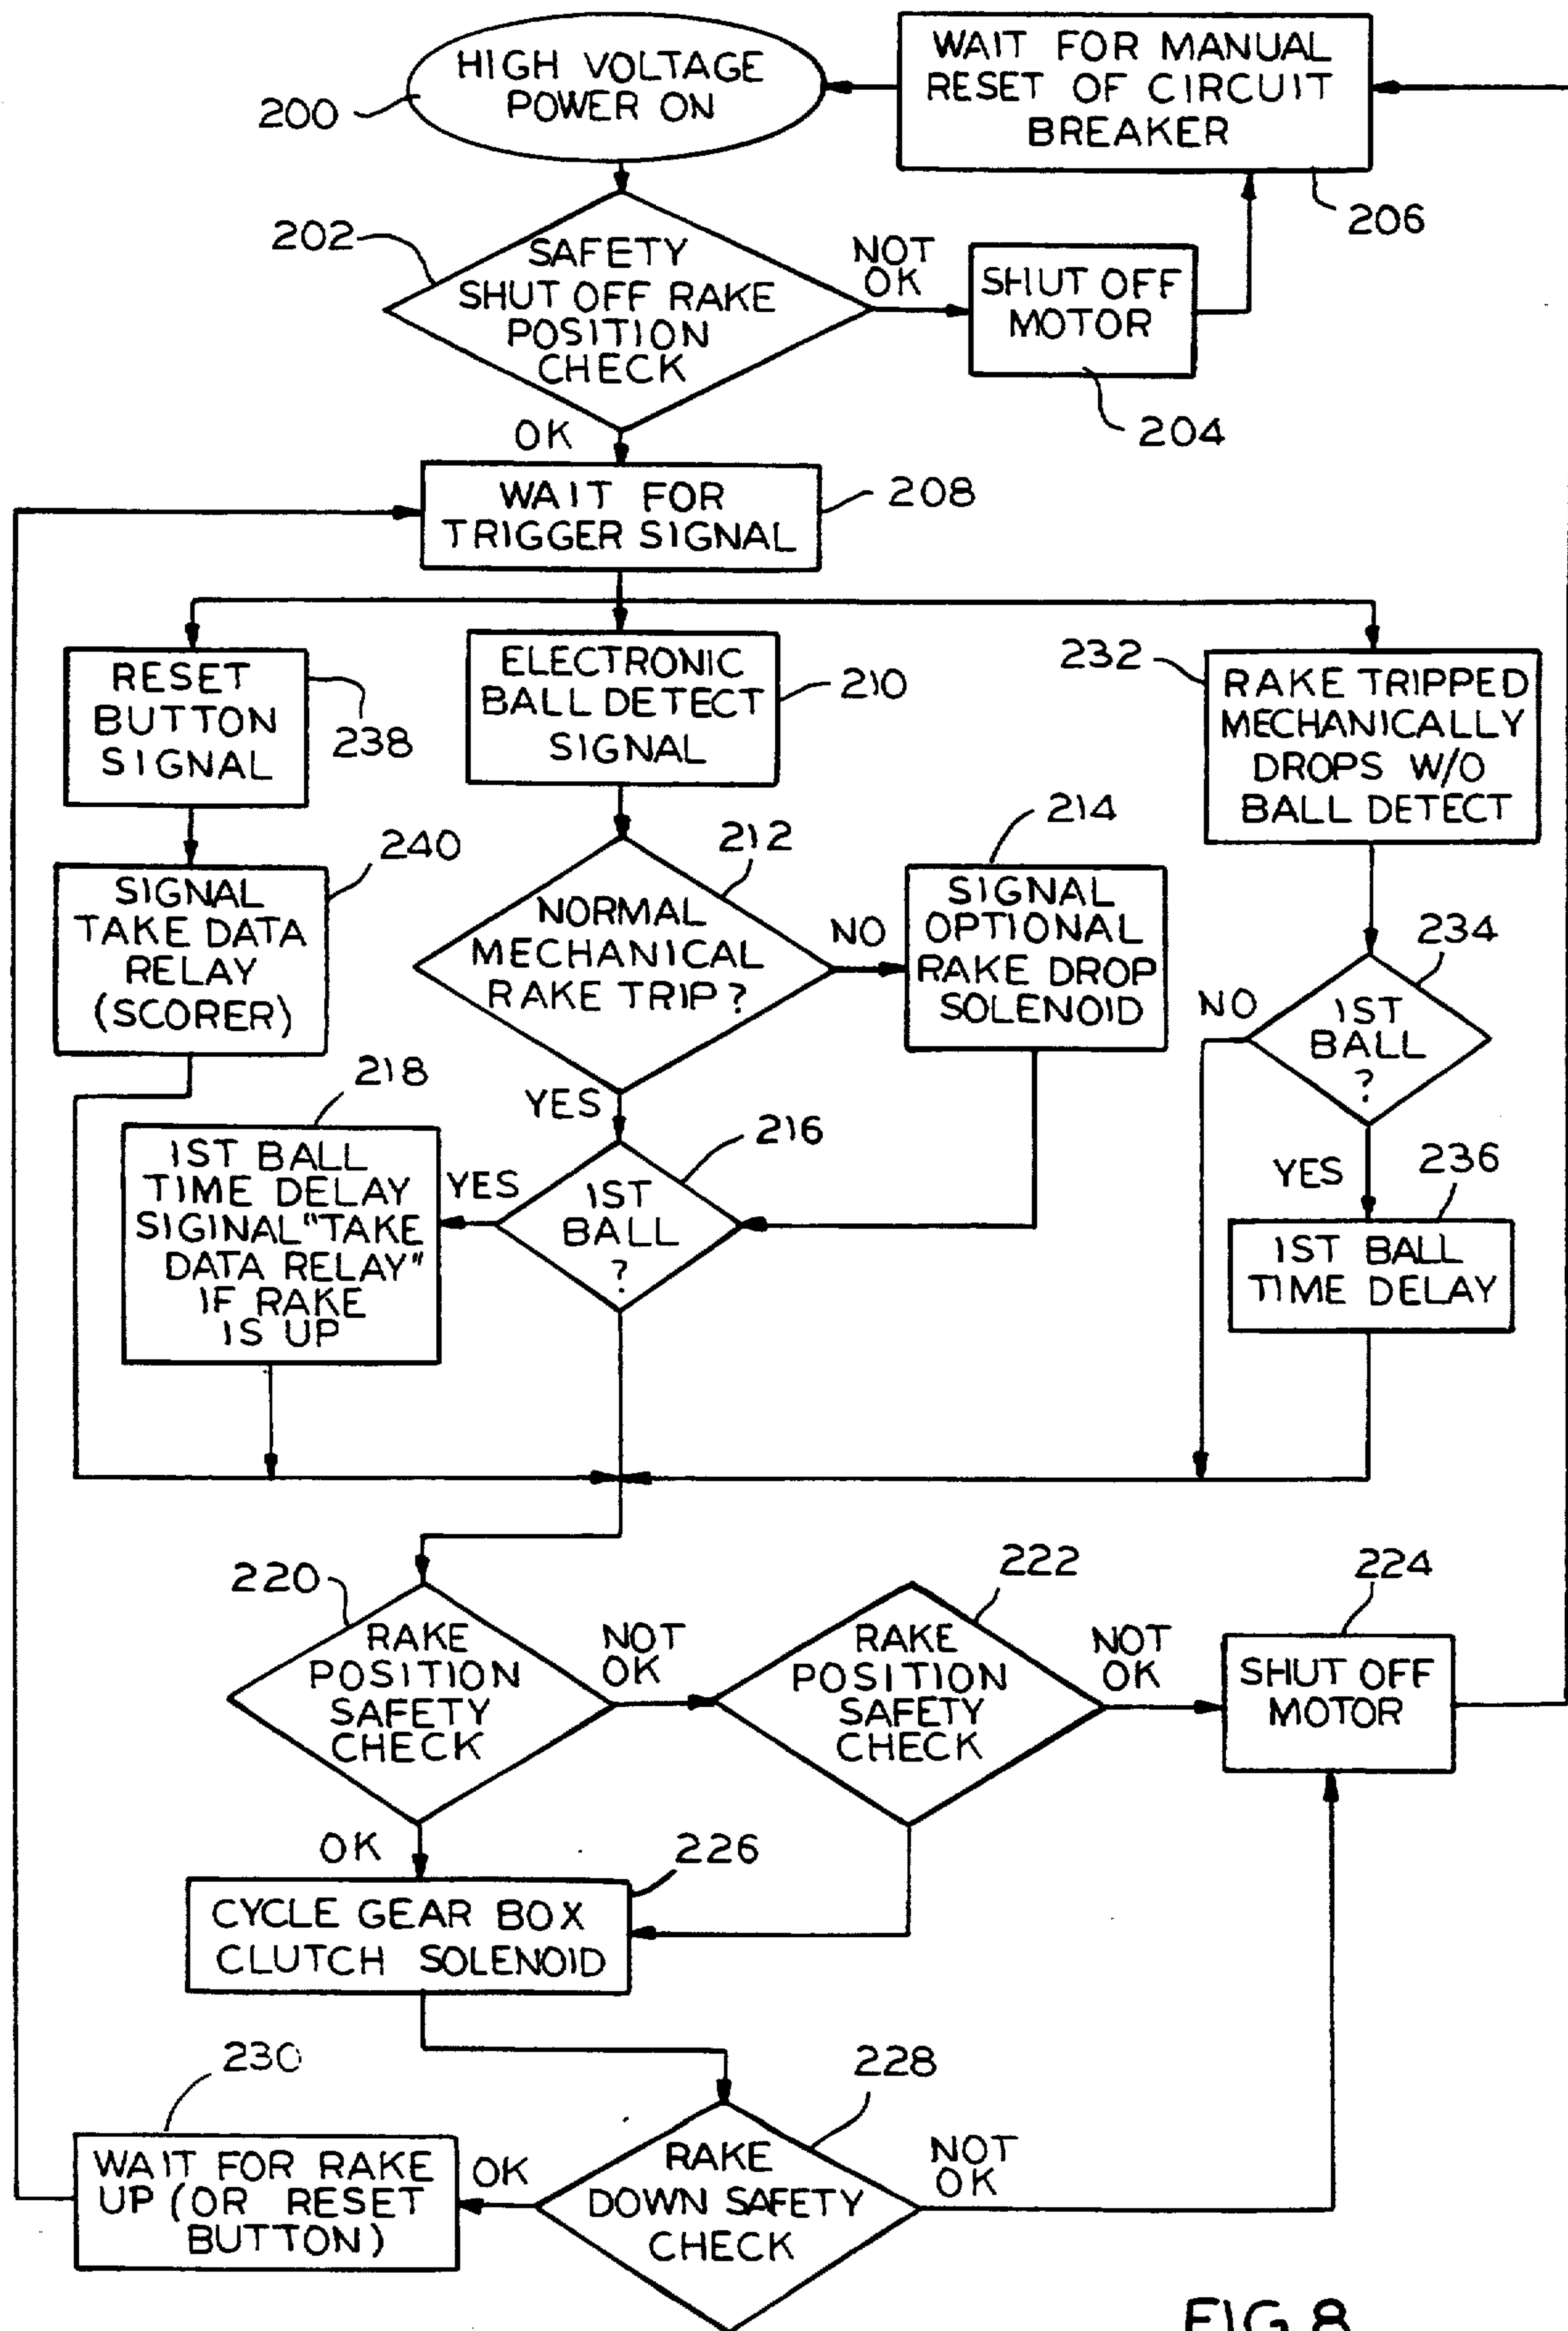 HIGH VOLTAGE
POWER ON
200
WAIT FOR MANUAL
RESET OF CIRCUIT
BREAKER
206
202
SAFETY
SHUT OFF RAKE
POSITION
CHECK
NOT
OK
SHUT OFF
MOTOR
204
OK
WAIT FOR
TRIGGER SIGNAL
208
RESET
BUTTON
SIGNAL
238
ELECTRONIC
BALL DETECT
SIGNAL
210
232
RAKE TRIPPED
MECHANICALLY
DROPS W/O
BALL DETECT
240
SIGNAL
TAKE DATA
RELAY
(SCORER)
212
NORMAL
MECHANICAL
RAKE TRIP?
NO
214
SIGNAL
OPTIONAL
RAKE DROP
SOLENOID
234
NO
1ST
BALL
?
YES
218
1ST BALL
TIME DELAY
SIGINAL "TAKE
DATA RELAY"
IF RAKE
IS UP
YES
216
1ST
BALL
?
YES
236
1ST BALL
TIME DELAY
220
RAKE
POSITION
SAFETY
CHECK
NOT
OK
222
RAKE
POSITION
SAFETY
CHECK
NOT
OK
224
SHUT OFF
MOTOR
OK
226
CYCLE GEAR BOX
CLUTCH SOLENOID
230
WAIT FOR RAKE
UP (OR RESET
BUTTON)
OK
228
RAKE
DOWN SAFETY
CHECK
NOT
OK
FIG.8